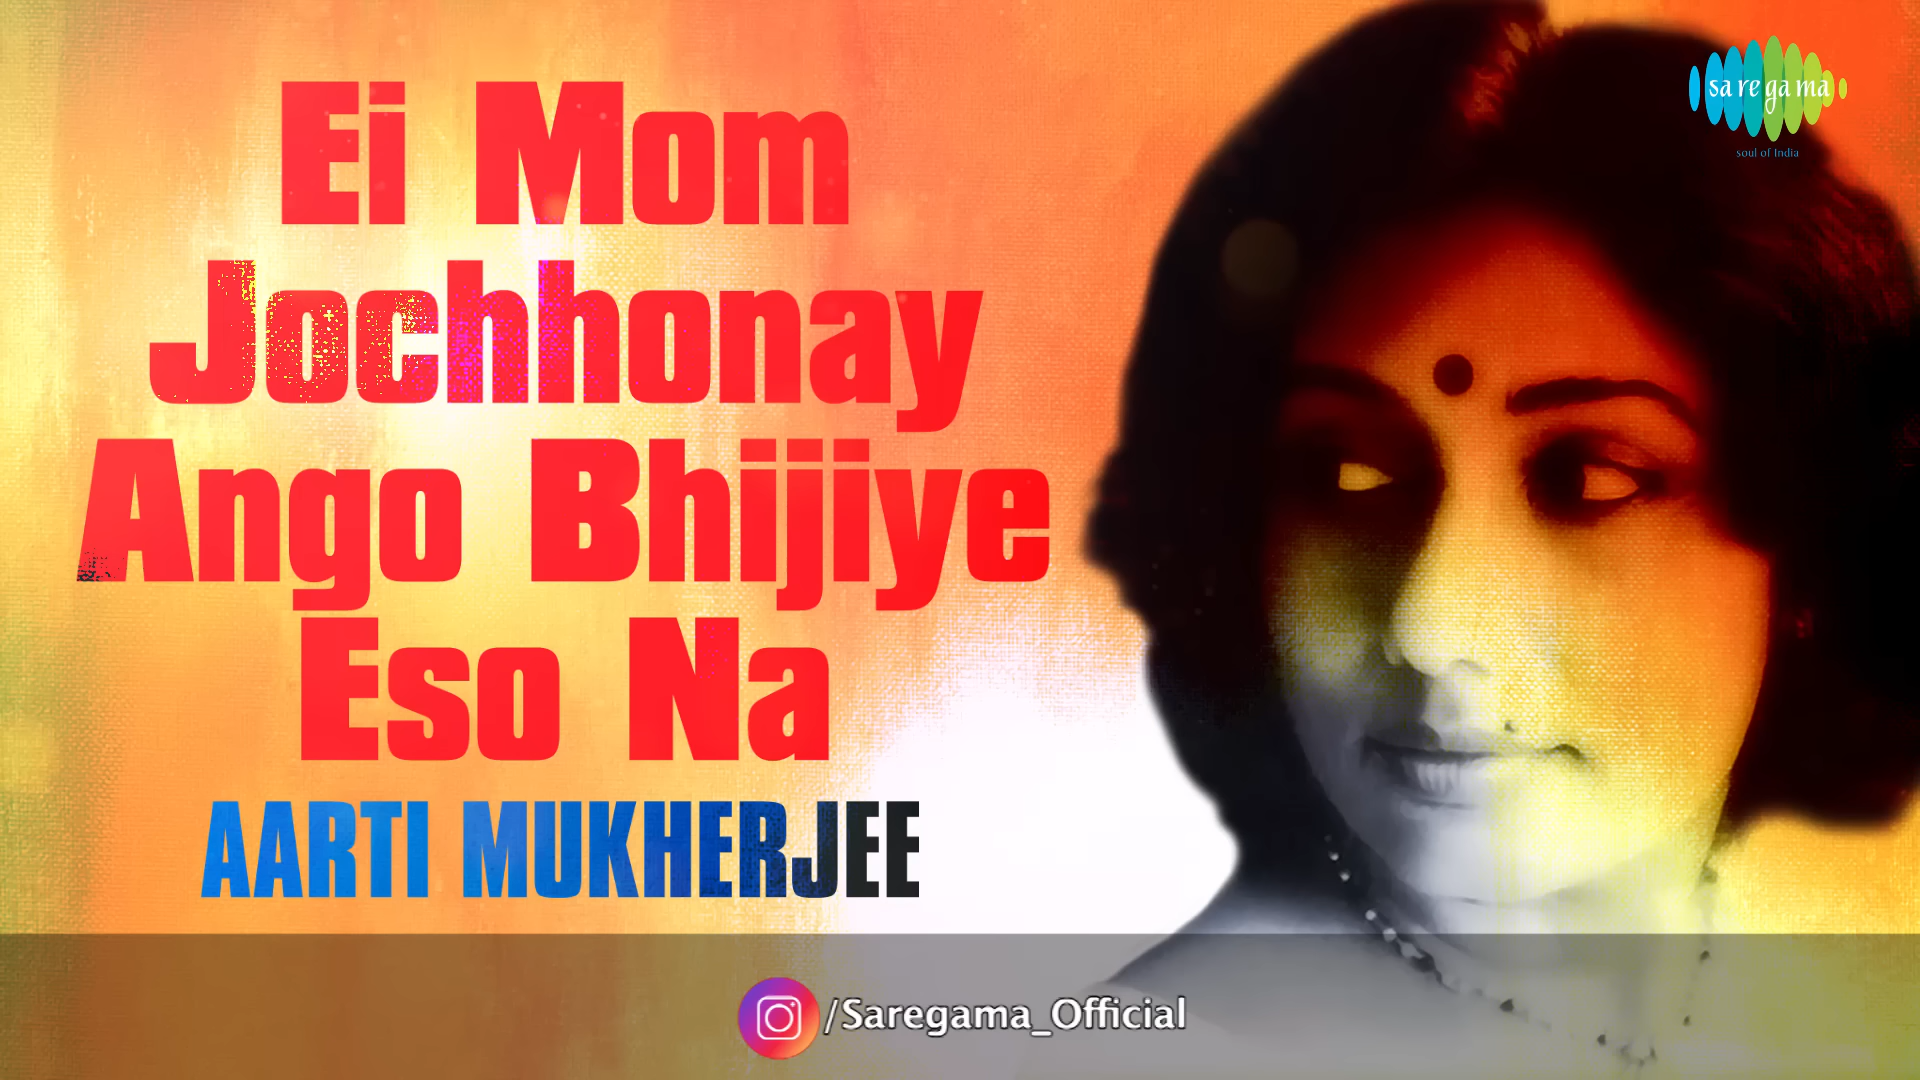 Ei Mom
Jochhonay
Ango Bhijiye
Eso Na
AARTI MUKHERJEE
sa re ga ma
soul of India
/Saregama_Official